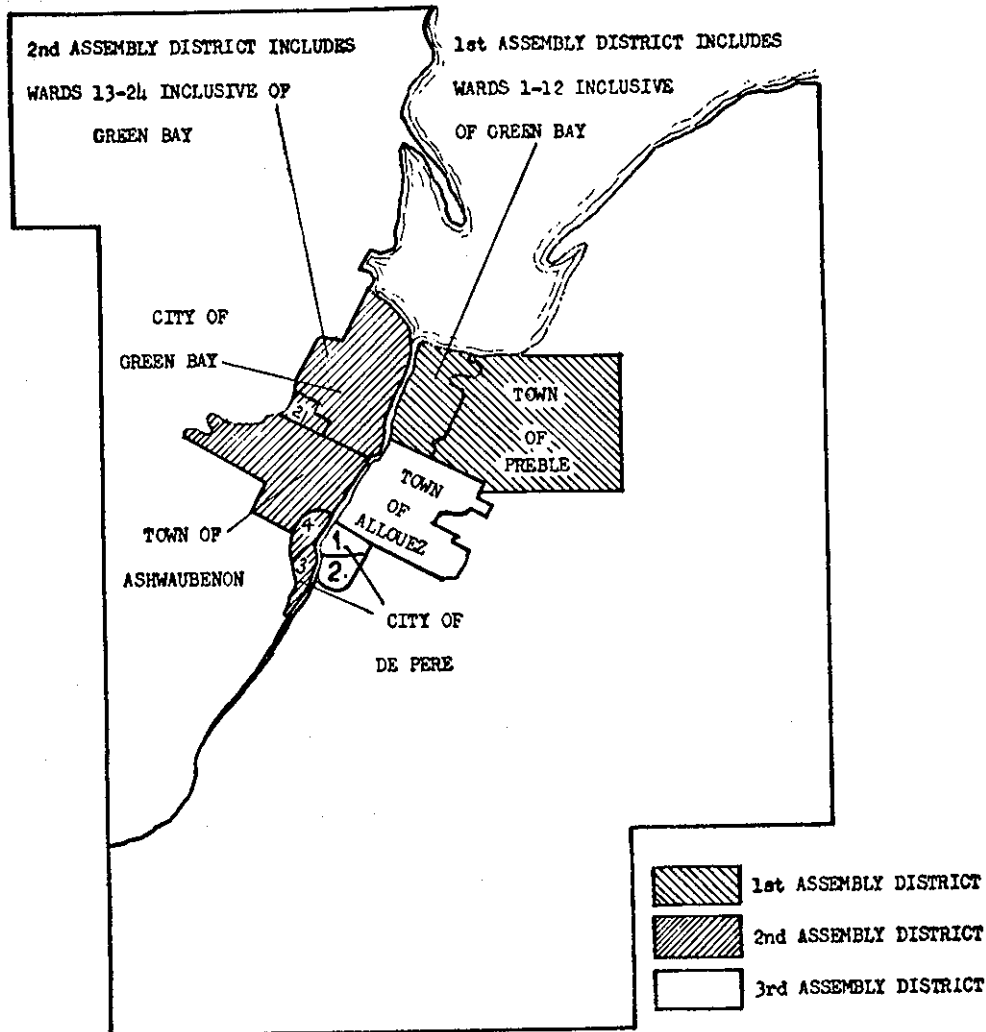 2nd ASSEMBLY DISTRICT INCLUDES
WARDS 13-24 INCLUSIVE OF
GREEN BAY
1st ASSEMBLY DISTRICT INCLUDES
WARDS 1-12 INCLUSIVE
OF GREEN BAY
CITY OF
GREEN BAY
21
TOWN
OF
PREBLE
TOWN
OF
ALLOUEZ
TOWN OF
ASHWAUBENON
4
3
1
2.
CITY OF
DE PERE
1st ASSEMBLY DISTRICT
2nd ASSEMBLY DISTRICT
3rd ASSEMBLY DISTRICT